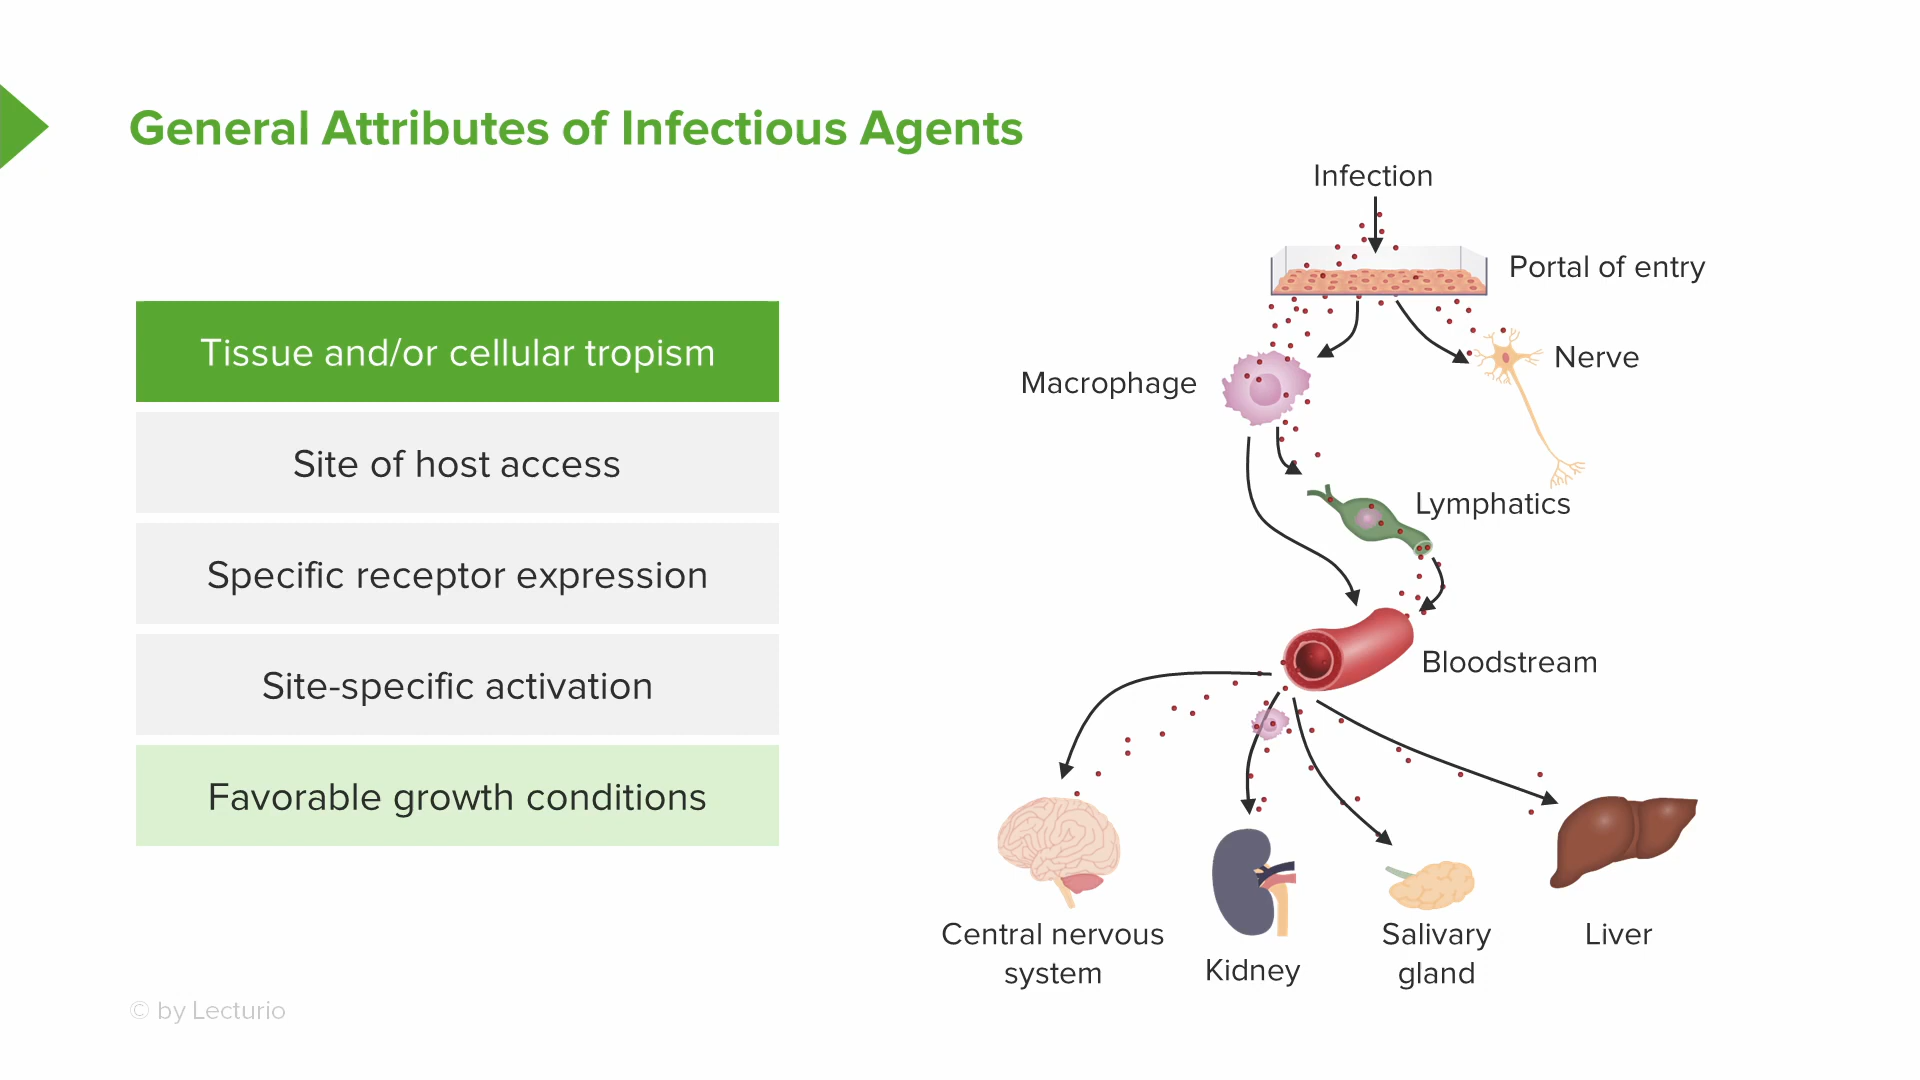 General Attributes of Infectious Agents
Tissue and/or cellular tropism
Site of host access
Specific receptor expression
Site-specific activation
Favorable growth conditions
Infection
Portal of entry
Macrophage
Nerve
Lymphatics
Bloodstream
Central nervous
system
Kidney
Salivary
gland
Liver
© by Lecturio